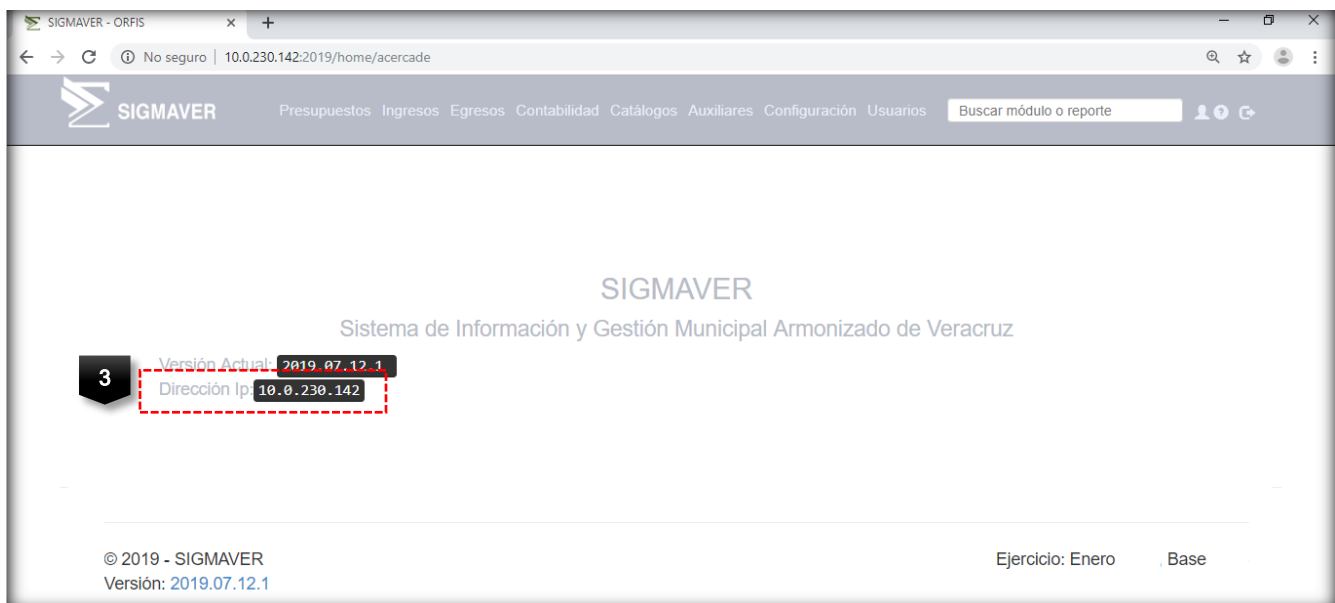 SIGMAVER - ORFIS
No seguro | 10.0.230.142:2019/home/acercade
SIGMAVER Presupuestos Ingresos Egresos Contabilidad Catálogos Auxiliares Configuración Usuarios Buscar módulo o reporte
SIGMAVER
Sistema de Información y Gestión Municipal Armonizado de Veracruz
Versión Actual: 2019.07.12.1
3
Dirección Ip: 10.0.230.142
© 2019 - SIGMAVER
Ejercicio: Enero , Base
Versión: 2019.07.12.1